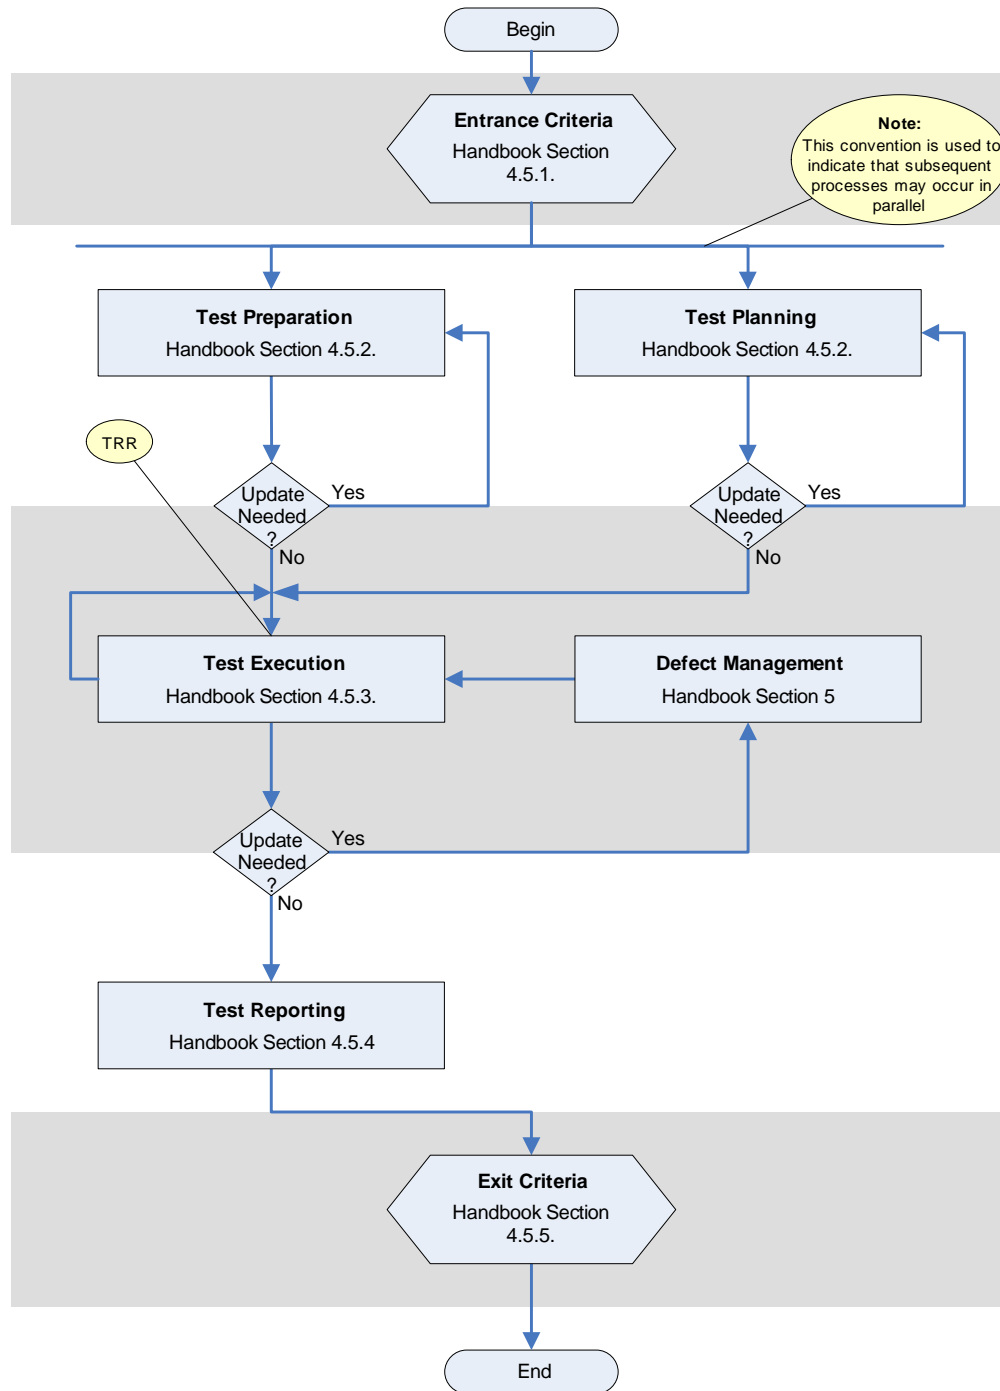 Begin
Entrance Criteria
Handbook Section
4.5.1.
Note:
This convention is used to
indicate that subsequent
processes may occur in
parallel
Test Preparation
Handbook Section 4.5.2.
Test Planning
Handbook Section 4.5.2.
TRR
Update
Needed
?
Yes
No
Update
Needed
?
Yes
No
Test Execution
Handbook Section 4.5.3.
Defect Management
Handbook Section 5
Update
Needed
?
Yes
No
Test Reporting
Handbook Section 4.5.4
Exit Criteria
Handbook Section
4.5.5.
End